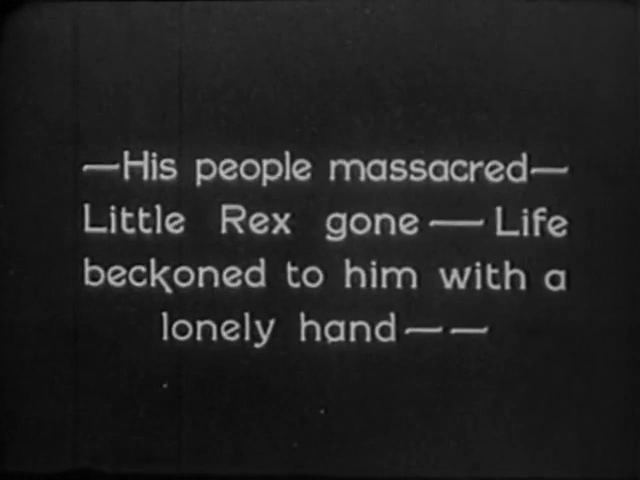 —His people massacred—
Little Rex gone — Life
beckoned to him with a
lonely hand — —